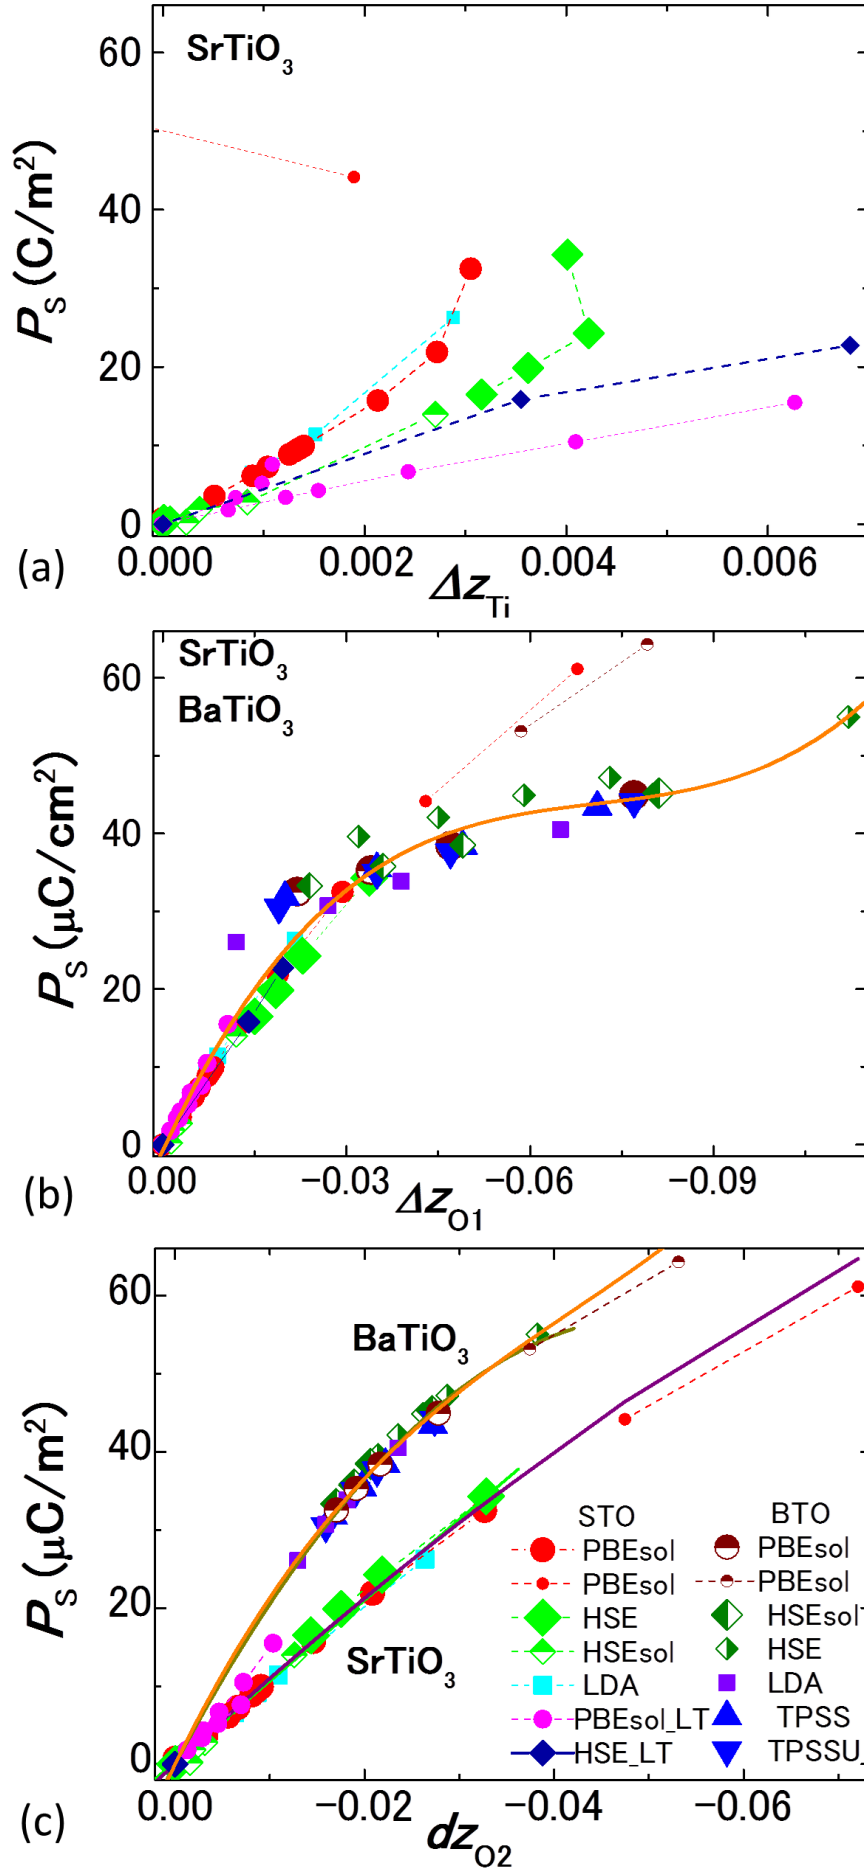 60
SrTiO3
40
20
0
PS (C/m2)
(a)
0.000 0.002 0.004 0.006
ΔzTi
SrTiO3
BaTiO3
60
40
20
0
PS (μC/cm2)
(b)
0.00 −0.03 −0.06 −0.09
ΔzO1
60
40
20
0
PS (μC/m2)
BaTiO3
SrTiO3
STO BTO
PBEsol PBEsol
PBEsol PBEsol
HSE HSEsol
HSEsol HSE
LDA LDA
PBEsol_LT TPSS
HSE_LT TPSSU
(c)
0.00 −0.02 −0.04 −0.06
dzO2